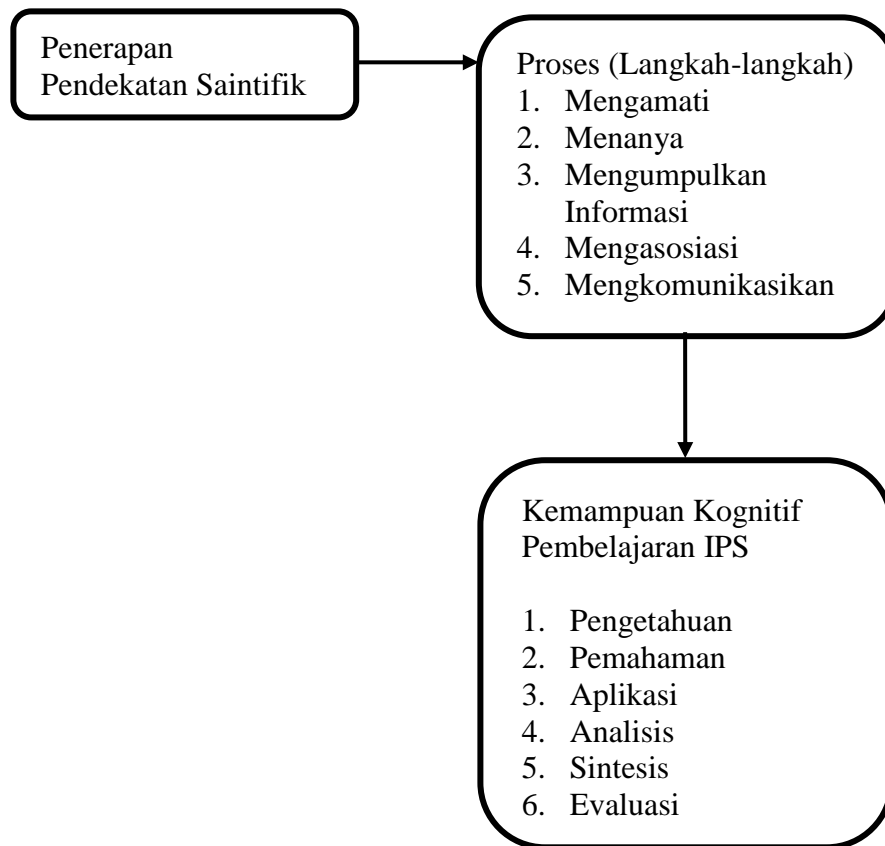 Penerapan
Pendekatan Saintifik
Proses (Langkah-langkah)
1. Mengamati
2. Menanya
3. Mengumpulkan
Informasi
4. Mengasosiasi
5. Mengkomunikasikan
Kemampuan Kognitif
Pembelajaran IPS
1. Pengetahuan
2. Pemahaman
3. Aplikasi
4. Analisis
5. Sintesis
6. Evaluasi